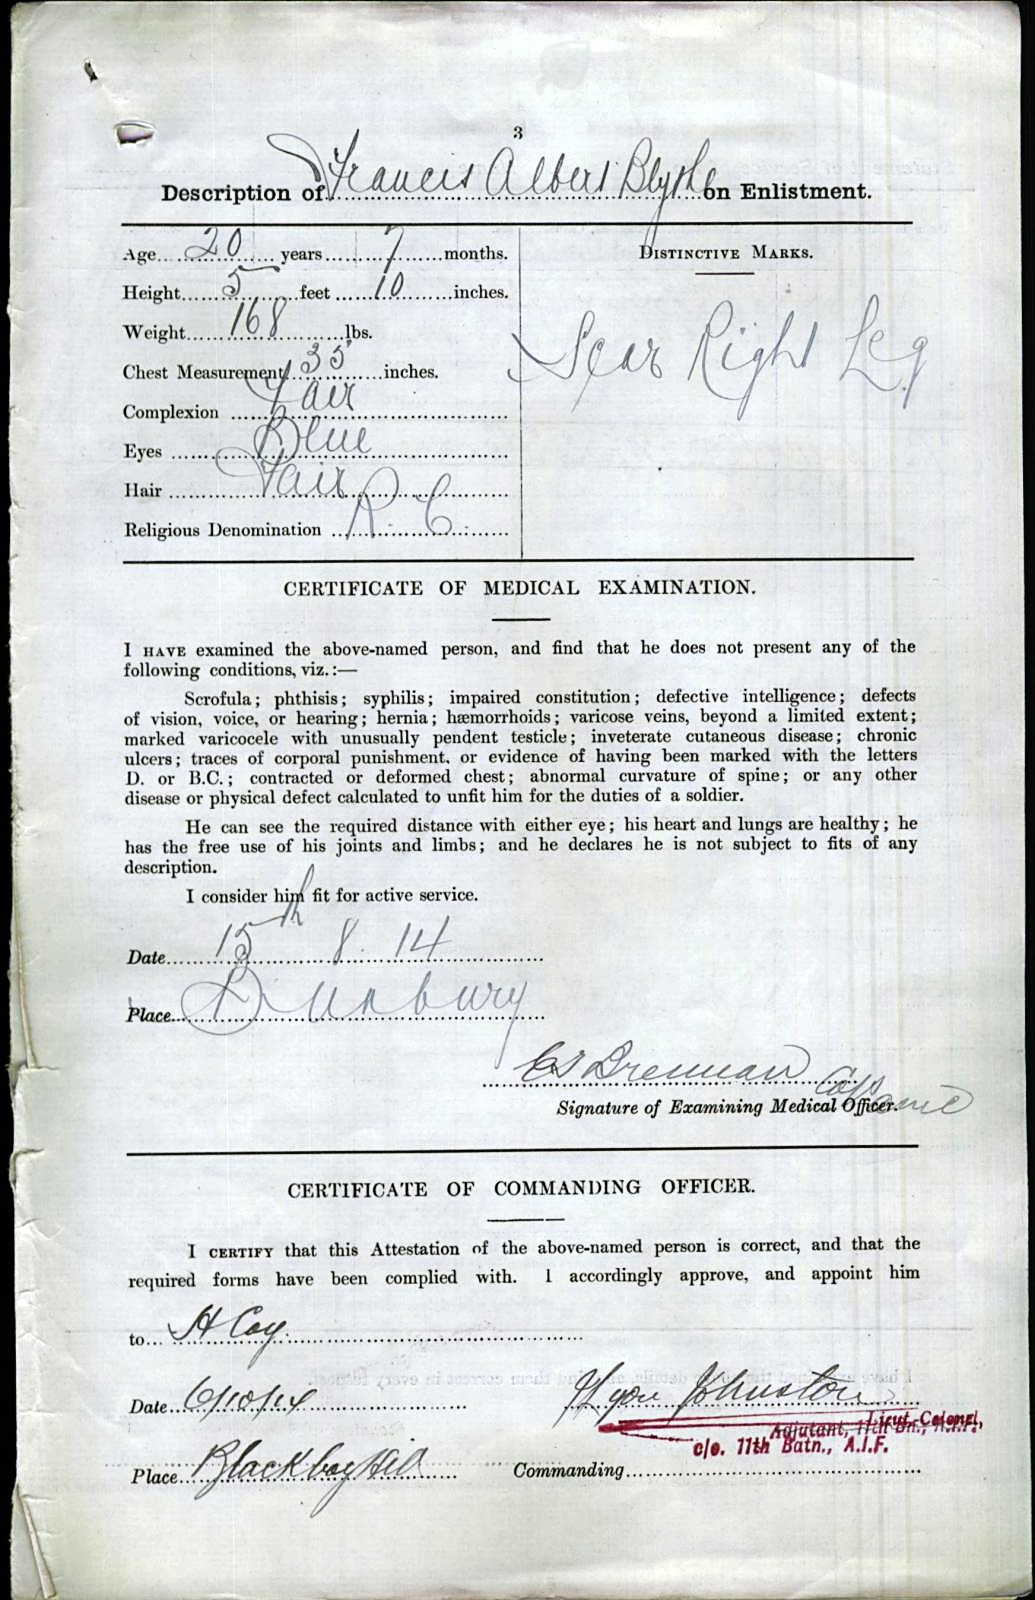 3
Description of Francis Albert Blythe on Enlistment.
Age 20 years 7 months.
Height 5 feet 10 inches.
Weight 168 lbs.
Chest Measurement 35 inches.
Complexion Fair
Eyes Blue
Hair Fair
Religious Denomination R. C.
DISTINCTIVE MARKS.
Scar Right Leg
CERTIFICATE OF MEDICAL EXAMINATION.
I HAVE examined the above-named person, and find that he does not present any of the
following conditions, viz.:—
Scrofula; phthisis; syphilis; impaired constitution; defective intelligence; defects
of vision, voice, or hearing; hernia; hæmorrhoids; varicose veins, beyond a limited extent;
marked varicocele with unusually pendent testicle; inveterate cutaneous disease; chronic
ulcers; traces of corporal punishment, or evidence of having been marked with the letters
D. or B.C.; contracted or deformed chest; abnormal curvature of spine; or any other
disease or physical defect calculated to unfit him for the duties of a soldier.
He can see the required distance with either eye; his heart and lungs are healthy; he
has the free use of his joints and limbs; and he declares he is not subject to fits of any
description.
I consider him fit for active service.
Date 15th 8 14
Place Bunbury
Brennan Capt
Signature of Examining Medical Officer.
CERTIFICATE OF COMMANDING OFFICER.
I CERTIFY that this Attestation of the above-named person is correct, and that the
required forms have been complied with. I accordingly approve, and appoint him
to H Coy.
Date 6/10/14
Lyon Johnston
Lieut. Colonel,
Adjutant, 11th Bn., A.I.F.
c/o. 11th Batn., A.I.F.
Place Blackboy Hill
Commanding